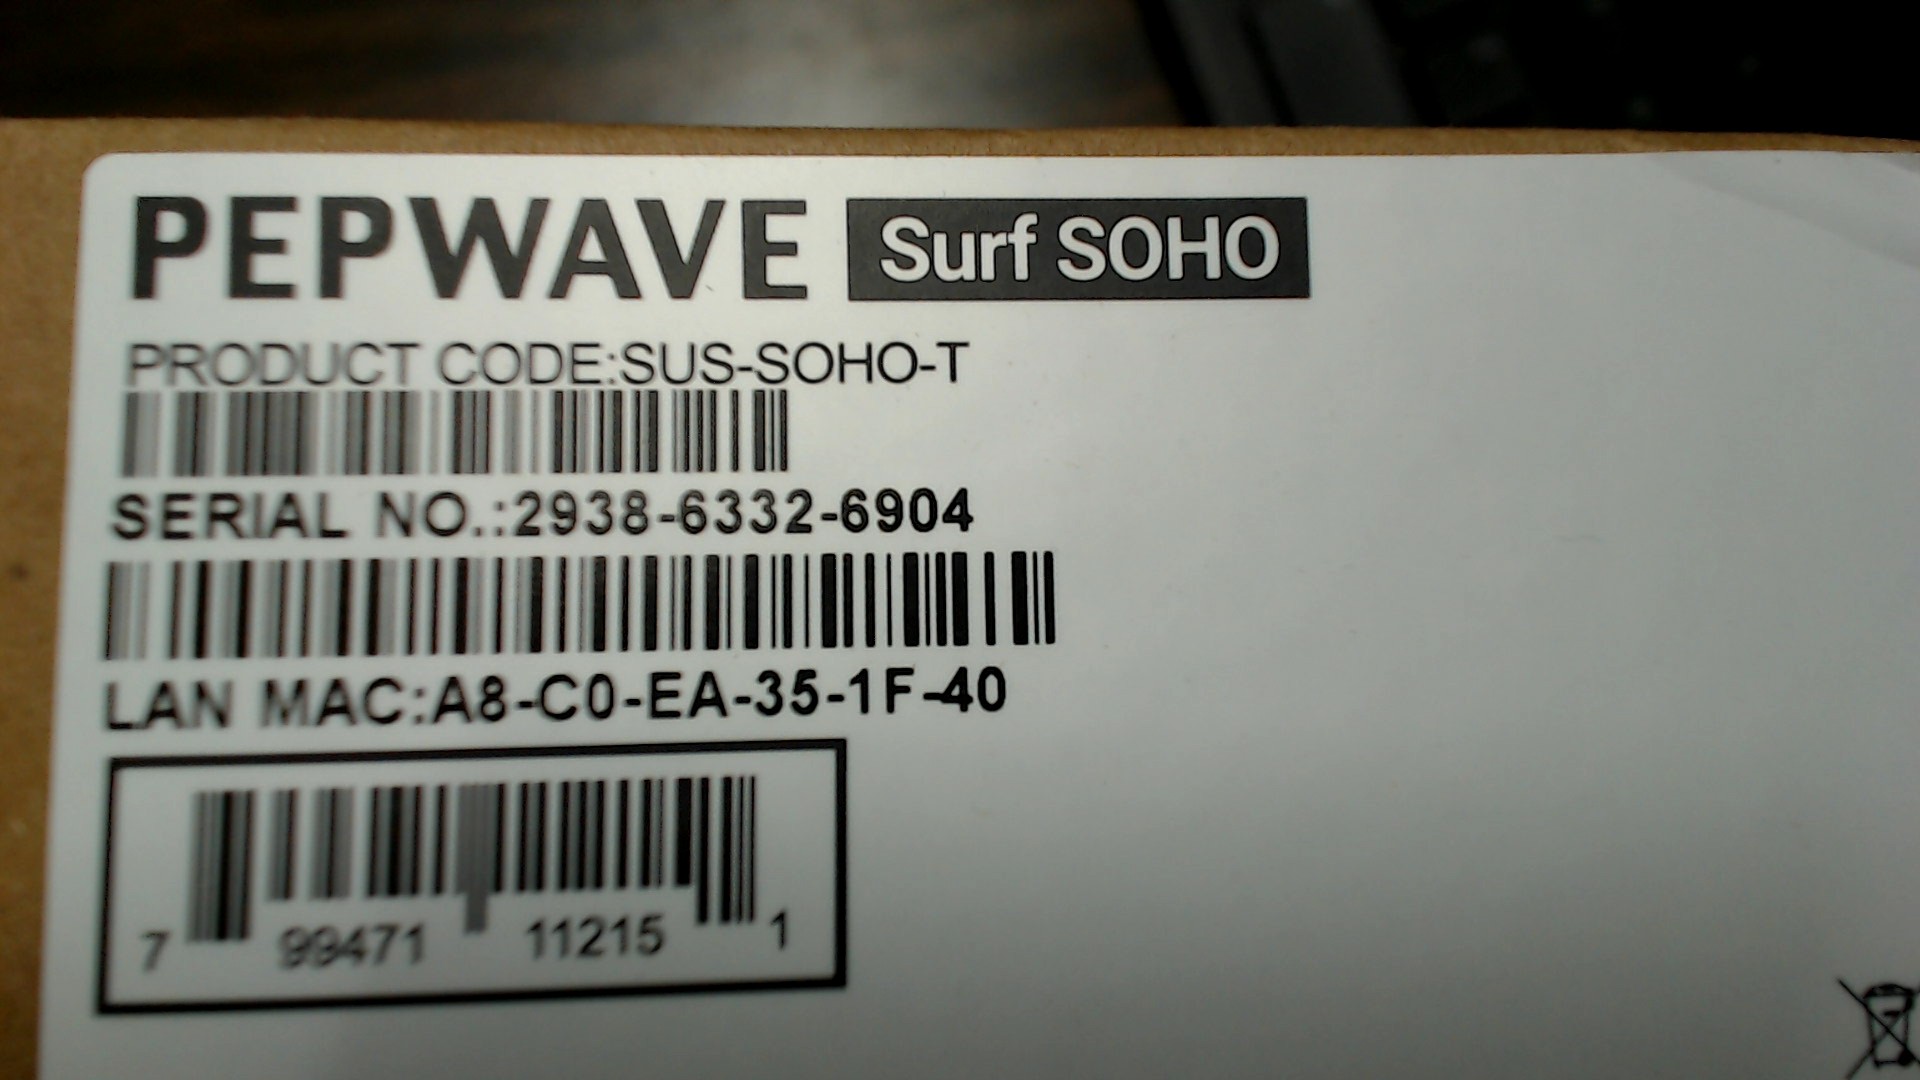 PEPWAVE Surf SOHO
PRODUCT CODE:SUS-SOHO-T
SERIAL NO.:2938-6332-6904
LAN MAC:A8-C0-EA-35-1F-40
7 99471 11215 1